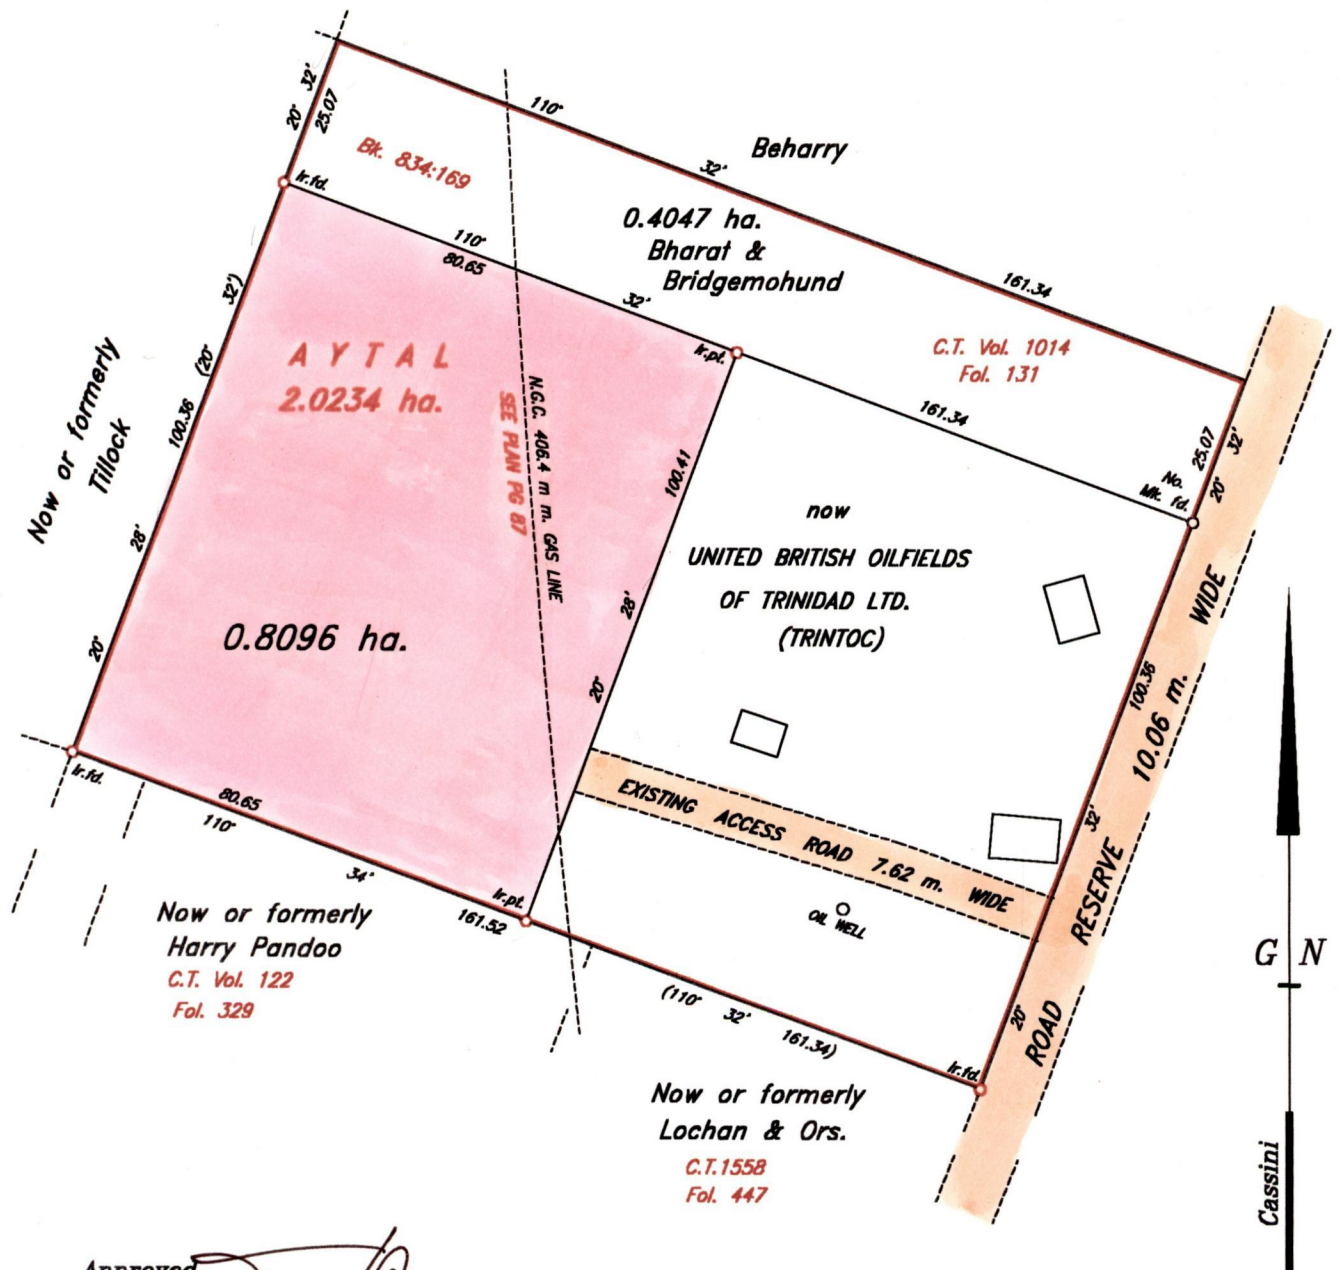 32'
20°
25.07
110°
32'
161.34
Beharry
Bk. 834:169
Ir.fd.
0.4047 ha.
Bharat &
Bridgemohund
110°
80.65
32'
Ir.pt.
C.T. Vol. 1014
Fol. 131
161.34
25.07
32'
20°
No.
Mk. fd.
Now or formerly
Tillock
100.36
(20°
32')
28'
20°
AYTAL
2.0234 ha.
N.G.C. 406.4 m m. GAS LINE
SEE PLAN PG 87
100.41
28'
20°
0.8096 ha.
now
UNITED BRITISH OILFIELDS
OF TRINIDAD LTD.
(TRINTOC)
100.36
32'
20°
ROAD RESERVE 10.06 m. WIDE
EXISTING ACCESS ROAD 7.62 m. WIDE
OIL WELL
Ir.fd.
80.65
110°
34'
161.52
Ir.pt.
Now or formerly
Harry Pandoo
C.T. Vol. 122
Fol. 329
(110°
32'
161.34)
Ir.fd.
Now or formerly
Lochan & Ors.
C.T.1558
Fol. 447
G N
Cassini
Approved